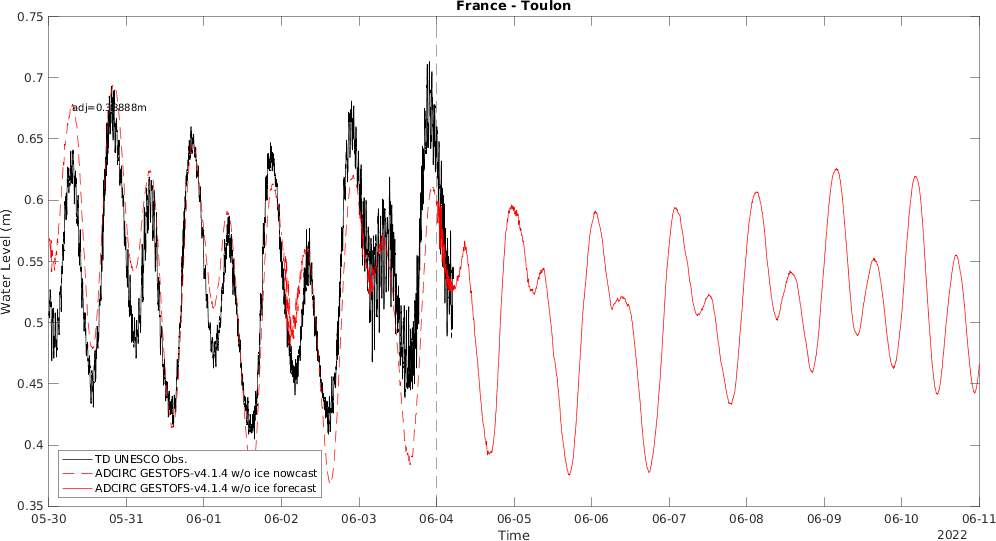 France - Toulon
0.75
0.7
0.65
0.6
0.55
0.5
0.45
0.4
0.35
Water Level (m)
adj=0.33888m
TD UNESCO Obs.
ADCIRC GESTOFS-v4.1.4 w/o ice nowcast
ADCIRC GESTOFS-v4.1.4 w/o ice forecast
05-30 05-31 06-01 06-02 06-03 06-04 06-05 06-06 06-07 06-08 06-09 06-10 06-11
Time
2022